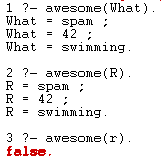 1 ?- awesome(What).
What = spam ;
What = 42 ;
What = swimming.
2 ?- awesome(R).
R = spam ;
R = 42 ;
R = swimming.
3 ?- awesome(r).
false.